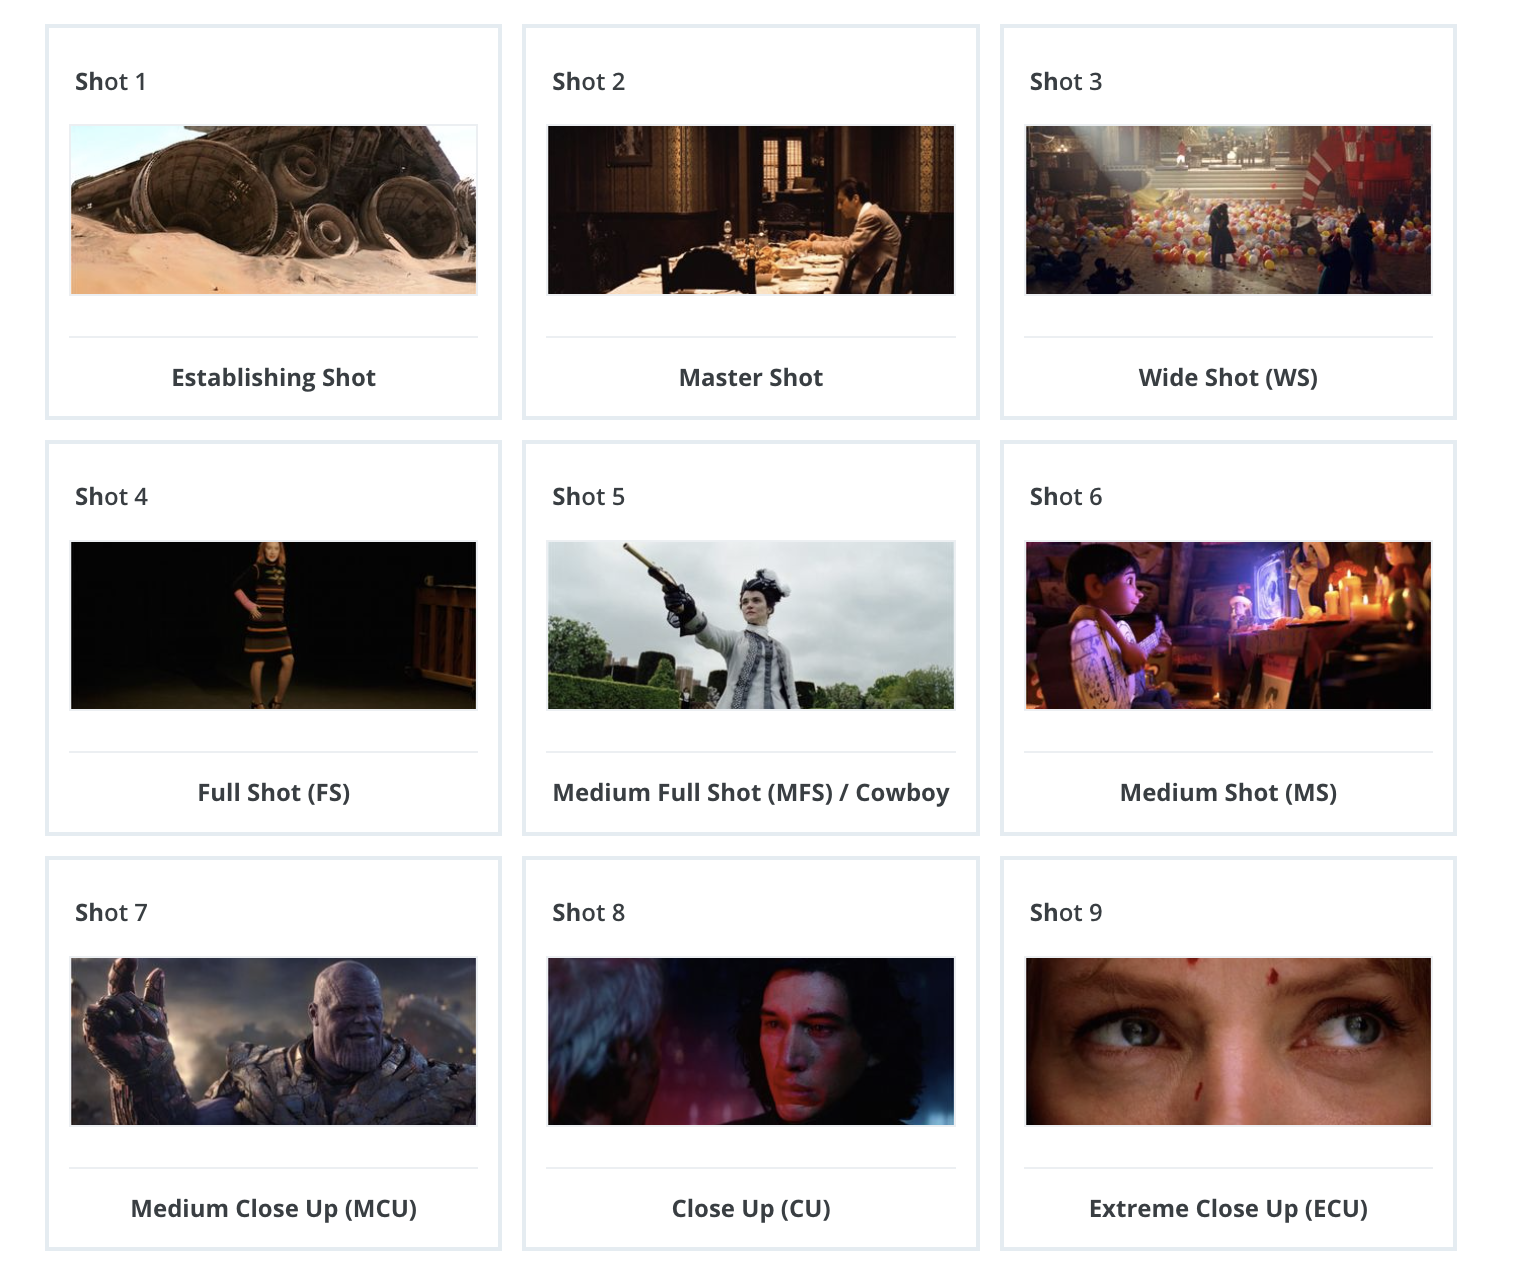 Shot 1
Shot 2
Shot 3
Establishing Shot
Master Shot
Wide Shot (WS)
Shot 4
Shot 5
Shot 6
Full Shot (FS)
Medium Full Shot (MFS) / Cowboy
Medium Shot (MS)
Shot 7
Shot 8
Shot 9
Medium Close Up (MCU)
Close Up (CU)
Extreme Close Up (ECU)